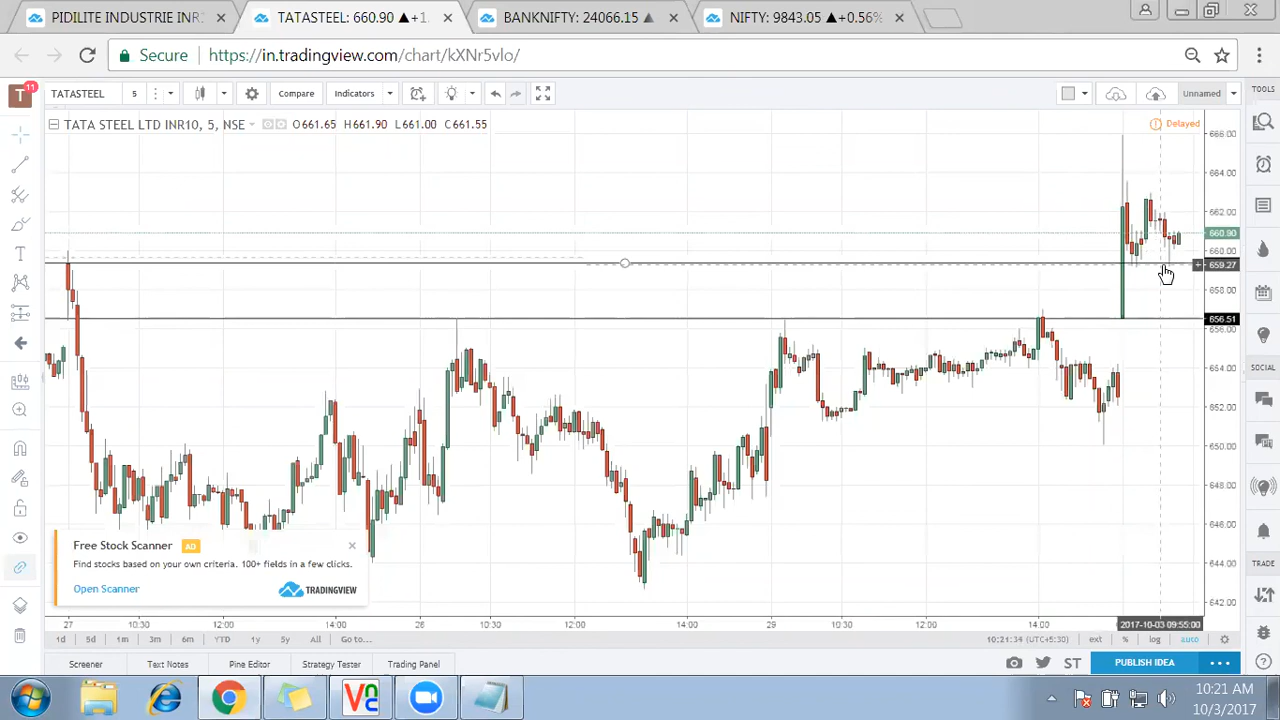 PIDILITE INDUSTRIE INR1
TATASTEEL: 660.90 ▲+1.
BANKNIFTY: 24066.15 ▲
NIFTY: 9843.05 ▲+0.56%
Secure
https://in.tradingview.com/chart/kXNr5vlo/
T
11
TATASTEEL
5
Compare
Indicators
Unnamed
TOOLS
TATA STEEL LTD INR10, 5, NSE
O661.65 H661.90 L661.00 C661.55
Delayed
666.00
664.00
662.00
660.90
660.00
659.27
658.00
656.51
656.00
654.00
652.00
650.00
648.00
646.00
644.00
642.00
SOCIAL
TRADE
Free Stock Scanner
AD
Find stocks based on your own criteria. 100+ fields in a few clicks.
Open Scanner
TRADINGVIEW
27
12:00
14:00
26
10:30
12:00
14:00
29
10:30
12:00
14:00
2017-10-03 09:55:00
1d 5d 1m 3m 6m YTD 1y 5y All Go to...
10:21:34 (UTC+5:30)
ext % log auto
Screener
Text Notes
Pine Editor
Strategy Tester
Trading Panel
ST
PUBLISH IDEA
10:21 AM
10/3/2017